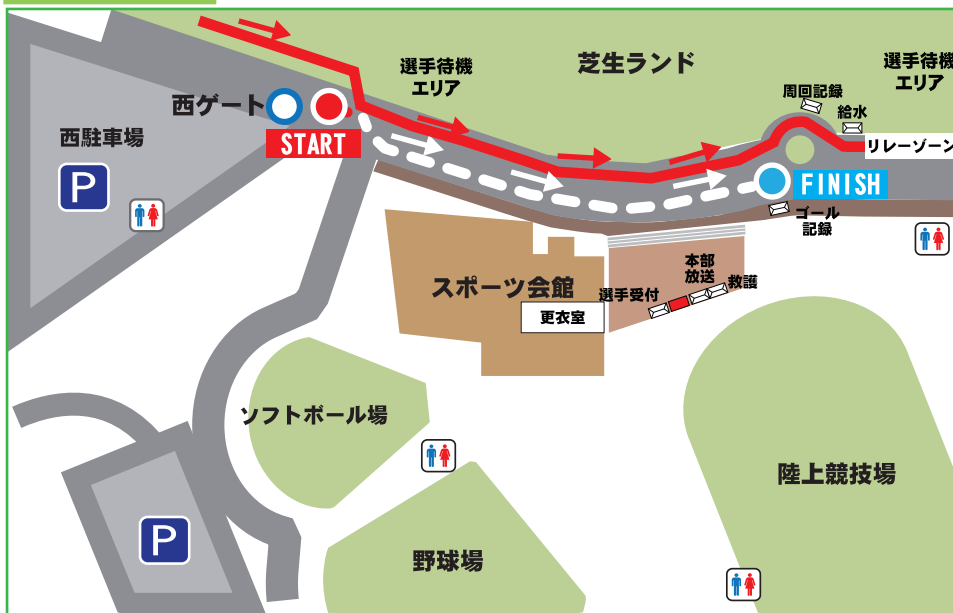 選手待機
エリア
芝生ランド
選手待機
エリア
周回記録
給水
西ゲート
START
リレーゾーン
西駐車場
P
FINISH
ゴール
記録
本部
放送
救護
選手受付
スポーツ会館
更衣室
ソフトボール場
陸上競技場
P
野球場